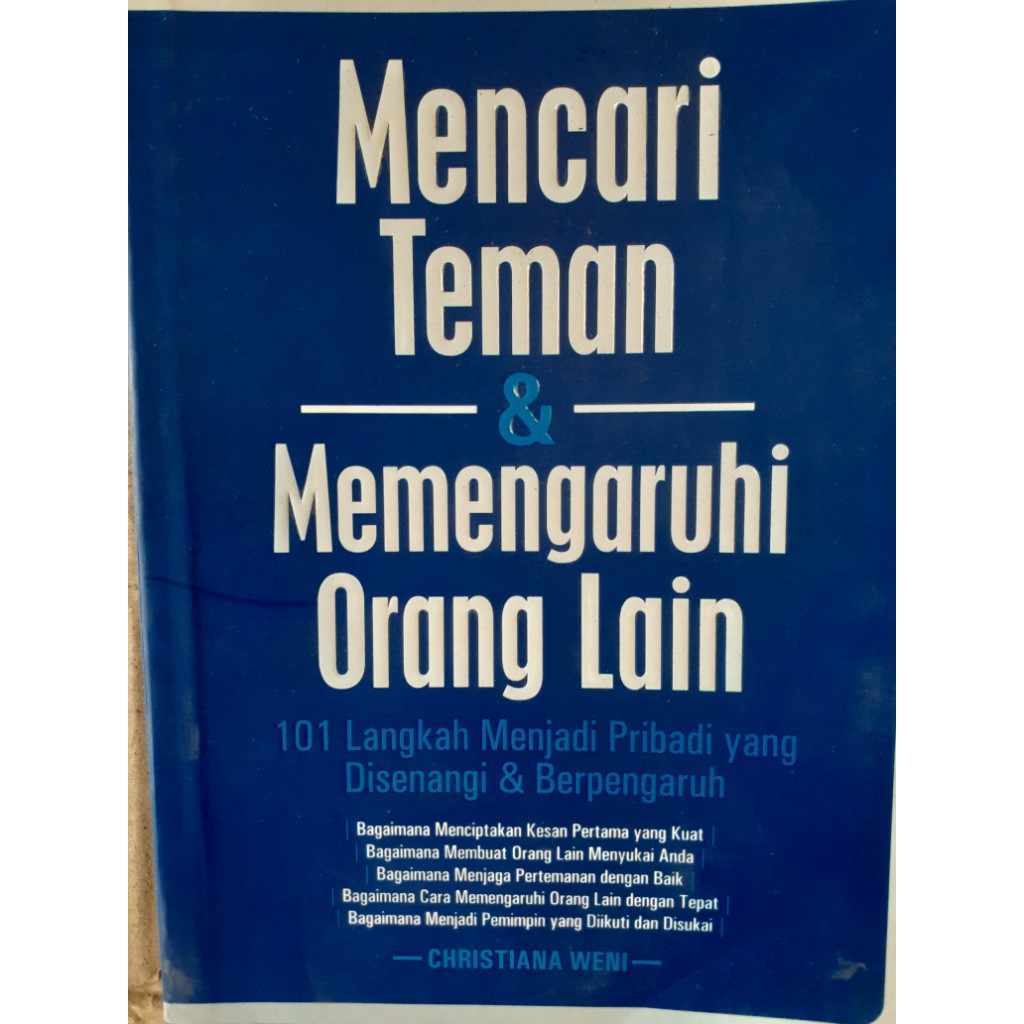 Mencari
Teman
&
Memengaruhi
Orang Lain
101 Langkah Menjadi Pribadi yang
Disenangi & Berpengaruh
| Bagaimana Menciptakan Kesan Pertama yang Kuat |
| Bagaimana Membuat Orang Lain Menyukai Anda |
| Bagaimana Menjaga Pertemanan dengan Baik |
| Bagaimana Cara Memengaruhi Orang Lain dengan Tepat |
| Bagaimana Menjadi Pemimpin yang Diikuti dan Disukai |
— CHRISTIANA WENI —